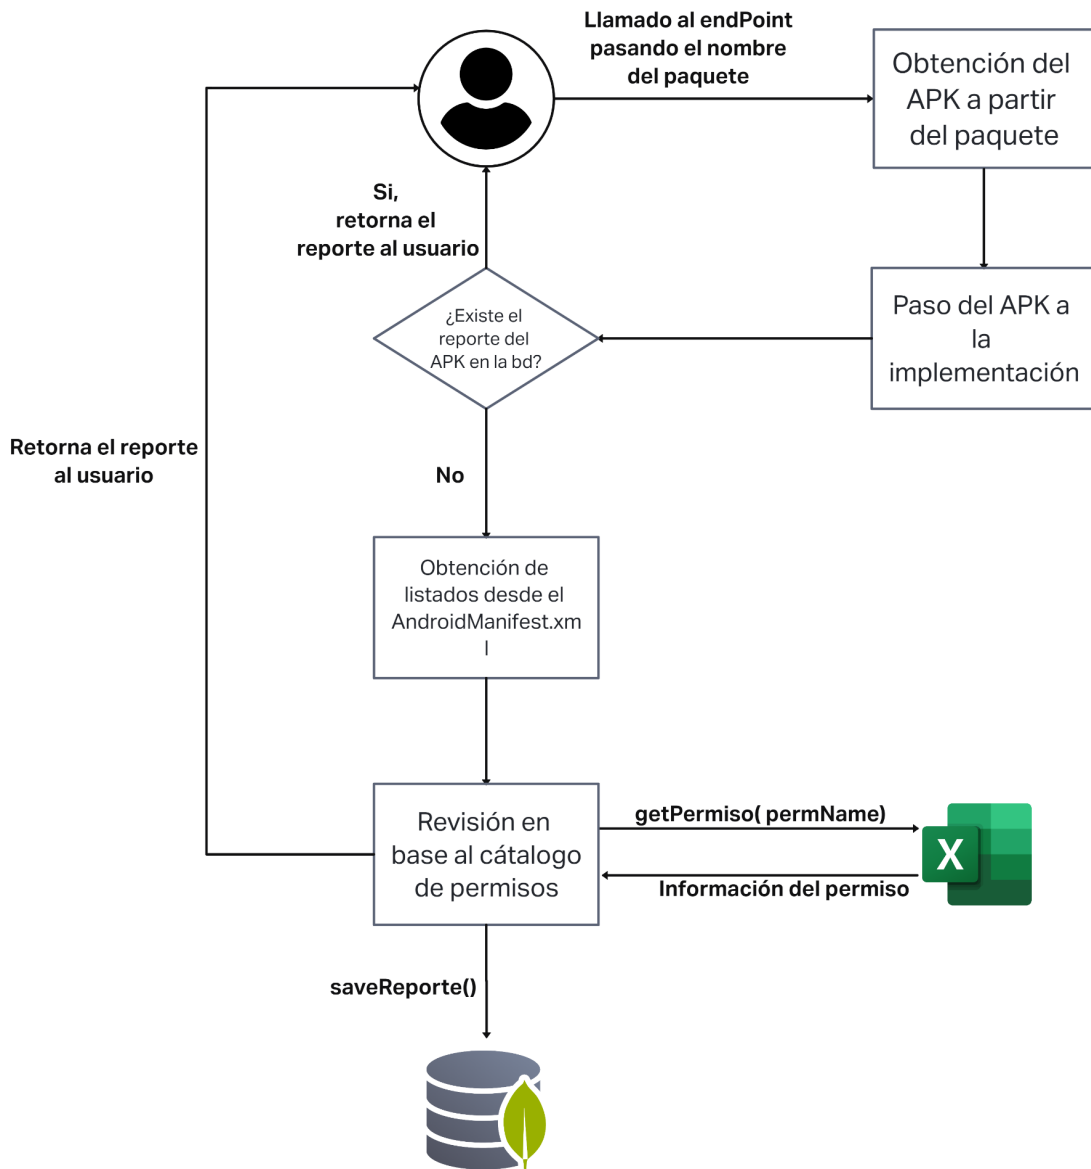 Llamado al endPoint
pasando el nombre
del paquete
Obtención del
APK a partir
del paquete
Si,
retorna el
reporte al usuario
¿Existe el
reporte del
APK en la bd?
Paso del APK a
la
implementación
Retorna el reporte
al usuario
No
Obtención de
listados desde el
AndroidManifest.xm
l
Revisión en
base al cátalogo
de permisos
getPermiso( permName)
X
Información del permiso
saveReporte()